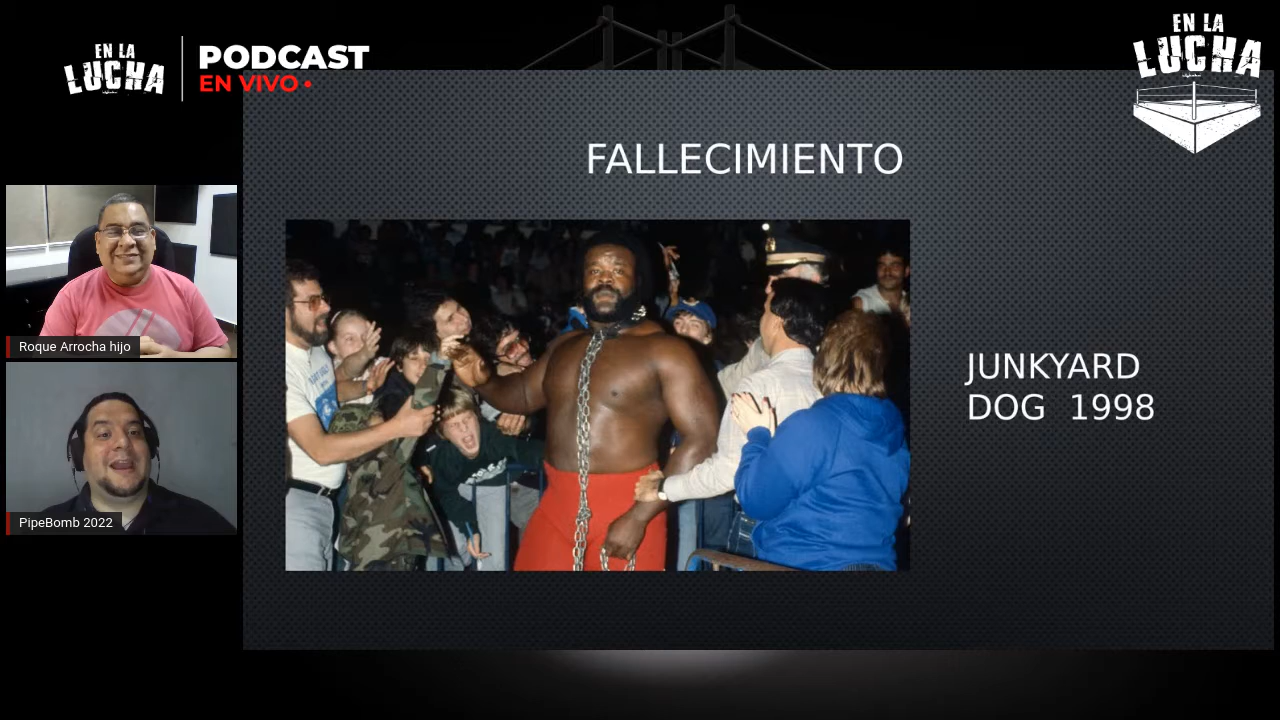 EN LA
LUCHA
PODCAST
EN VIVO
EN LA
LUCHA
FALLECIMIENTO
JUNKYARD
DOG 1998
Roque Arrocha hijo
PipeBomb 2022